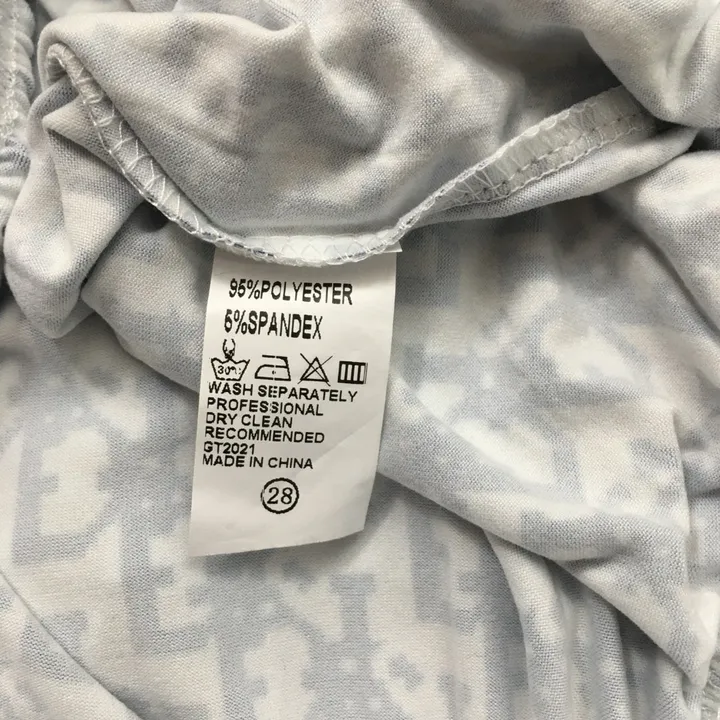 95%POLYESTER
5%SPANDEX
30°
WASH SEPARATELY
PROFESSIONAL
DRY CLEAN
RECOMMENDED
GT2021
MADE IN CHINA
28